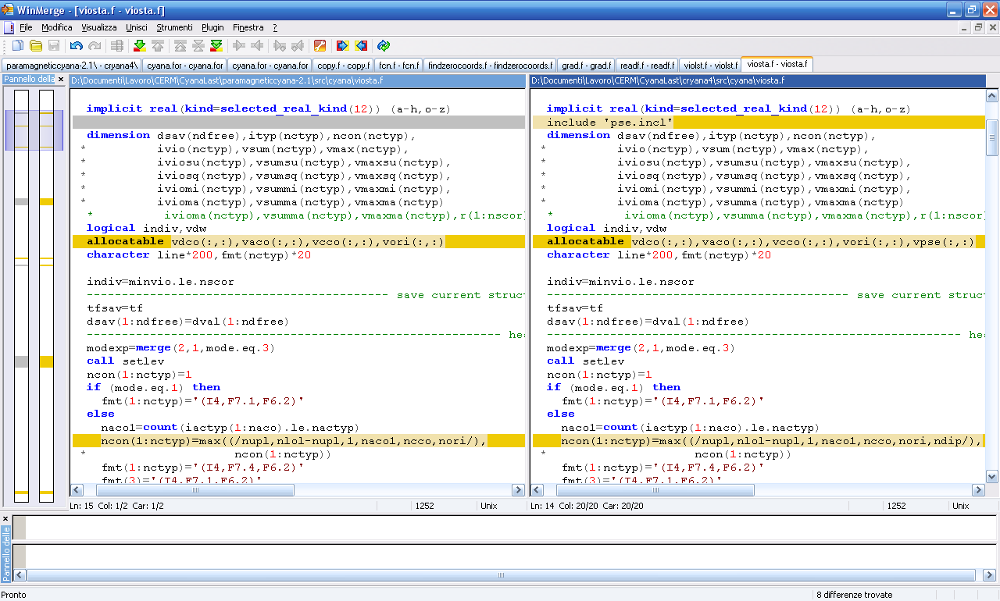 WinMerge - [viosta.f - viosta.f]
File Modifica Visualizza Unisci Strumenti Plugin Finestra ?
paramagneticcyana-2.1\ - cryana4\ cyana.for - cyana.for cyana.for - cyana.for copy.f - copy.f fcn.f - fcn.f findzerocoords.f - findzerocoords.f grad.f - grad.f readf.f - readf.f violst.f - violst.f viosta.f - viosta.f
Pannello della
D:\Documenti\Lavoro\CERM\CyanaLast\paramagneticcyana-2.1\src\cyana\viosta.f
implicit real(kind=selected_real_kind(12)) (a-h,o-z)
dimension dsav(ndfree),ityp(nctyp),ncon(nctyp),
* ivio(nctyp),vsum(nctyp),vmax(nctyp),
* iviosu(nctyp),vsumsu(nctyp),vmaxsu(nctyp),
* iviosq(nctyp),vsumsq(nctyp),vmaxsq(nctyp),
* iviomi(nctyp),vsummi(nctyp),vmaxmi(nctyp),
* ivioma(nctyp),vsumma(nctyp),vmaxma(nctyp)
* ivioma(nctyp),vsumma(nctyp),vmaxma(nctyp),r(1:nscor)
logical indiv,vdw
allocatable vdco(:,:),vaco(:,:),vcco(:,:),vori(:,:)
character line*200,fmt(nctyp)*20
indiv=minvio.le.nscor
----------------------------------------- save current struct
tfsav=tf
dsav(1:ndfree)=dval(1:ndfree)
-------------------------------------------------------- hea
modexp=merge(2,1,mode.eq.3)
call setlev
ncon(1:nctyp)=1
if (mode.eq.1) then
fmt(1:nctyp)='(I4,F7.1,F6.2)'
else
naco1=count(iactyp(1:naco).le.nactyp)
ncon(1:nctyp)=max((/nupl,nlol-nupl,1,naco1,ncco,nori/),
* ncon(1:nctyp))
fmt(1:nctyp)='(I4,F7.4,F6.2)'
fmt(3)='(I4,F7.1,F6.2)'
Ln: 15 Col: 1/2 Car: 1/2 1252 Unix
D:\Documenti\Lavoro\CERM\CyanaLast\cryana4\src\cyana\viosta.f
implicit real(kind=selected_real_kind(12)) (a-h,o-z)
include 'pse.incl'
dimension dsav(ndfree),ityp(nctyp),ncon(nctyp),
* ivio(nctyp),vsum(nctyp),vmax(nctyp),
* iviosu(nctyp),vsumsu(nctyp),vmaxsu(nctyp),
* iviosq(nctyp),vsumsq(nctyp),vmaxsq(nctyp),
* iviomi(nctyp),vsummi(nctyp),vmaxmi(nctyp),
* ivioma(nctyp),vsumma(nctyp),vmaxma(nctyp)
* ivioma(nctyp),vsumma(nctyp),vmaxma(nctyp),r(1:nscor
logical indiv,vdw
allocatable vdco(:,:),vaco(:,:),vcco(:,:),vori(:,:),vpse(:,:)
character line*200,fmt(nctyp)*20
indiv=minvio.le.nscor
----------------------------------------- save current struct
tfsav=tf
dsav(1:ndfree)=dval(1:ndfree)
-------------------------------------------------------- hea
modexp=merge(2,1,mode.eq.3)
call setlev
ncon(1:nctyp)=1
if (mode.eq.1) then
fmt(1:nctyp)='(I4,F7.1,F6.2)'
else
naco1=count(iactyp(1:naco).le.nactyp)
ncon(1:nctyp)=max((/nupl,nlol-nupl,1,naco1,ncco,nori,ndip/),
* ncon(1:nctyp))
fmt(1:nctyp)='(I4,F7.4,F6.2)'
fmt(3)='(I4,F7.1,F6.2)'
Ln: 14 Col: 20/20 Car: 20/20 1252 Unix
Pannello delle
Pronto 8 differenze trovate